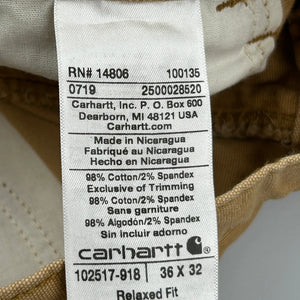 RN# 14806 100135
0719 2500028520
Carhartt, Inc. P.O. Box 600
Dearborn, MI 48121 USA
Carhartt.com
Made in Nicaragua
Fabriqué au Nicaragua
Hecho en Nicaragua
98% Cotton/2% Spandex
Exclusive of Trimming
98% Coton/2% Spandex
Sans garniture
98% Algodón/2% Spandex
Sin incluir adorno
carhartt
102517-918 36 X 32
Relaxed Fit